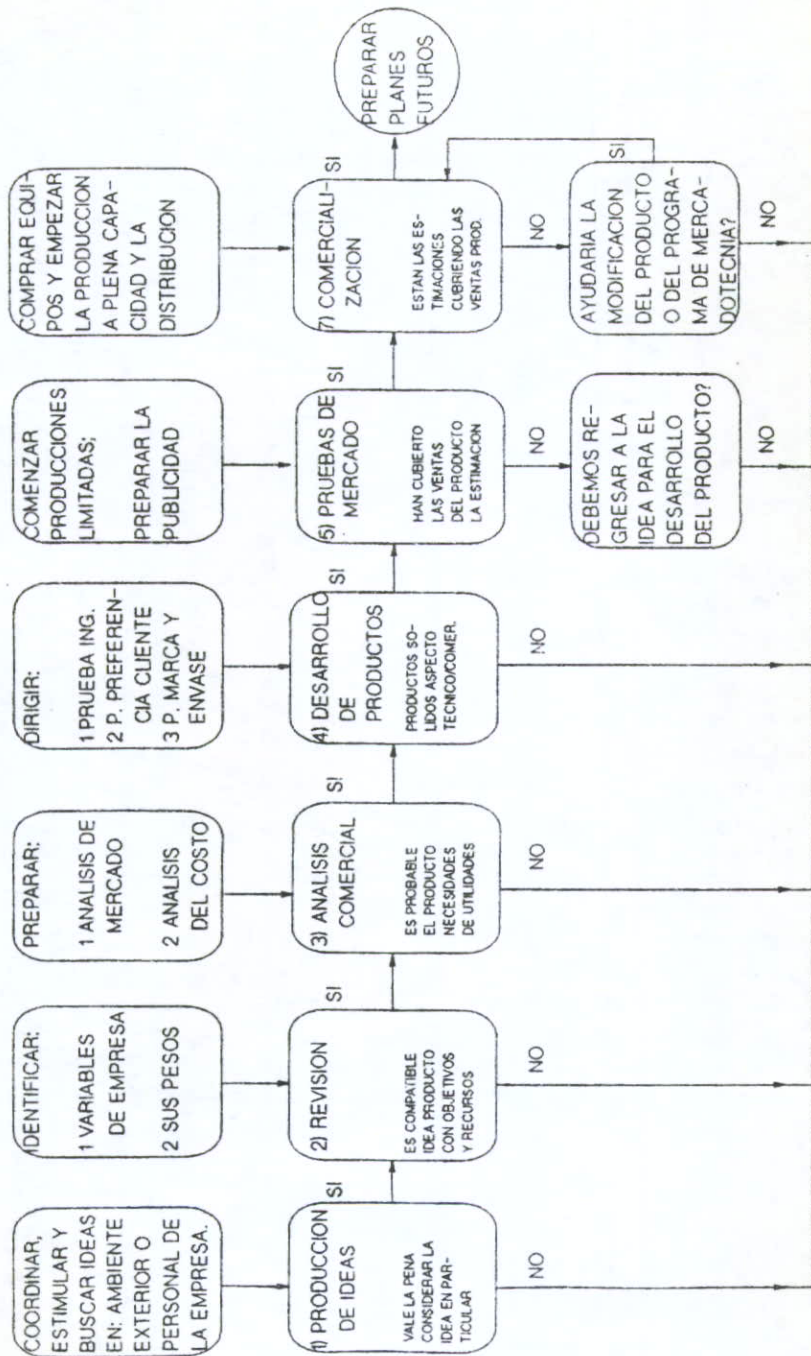 COORDINAR,
ESTIMULAR Y
BUSCAR IDEAS
EN: AMBIENTE
EXTERIOR O
PERSONAL DE
LA EMPRESA.
IDENTIFICAR:
1 VARIABLES
DE EMPRESA
2 SUS PESOS
PREPARAR:
1 ANALISIS DE
MERCADO
2 ANALISIS
DEL COSTO
DIRIGIR:
1 PRUEBA ING.
2 P. PREFEREN-
CIA CLIENTE
3 P. MARCA Y
ENVASE
COMENZAR
PRODUCCIONES
LIMITADAS;
PREPARAR LA
PUBLICIDAD
COMPRAR EQUI-
POS Y EMPEZAR
LA PRODUCCION
A PLENA CAPA-
CIDAD Y LA
DISTRIBUCION
1) PRODUCCION
DE IDEAS
VALE LA PENA
CONSIDERAR LA
IDEA EN PAR-
TICULAR
SI
2) REVISION
ES COMPATIBLE
IDEA PRODUCTO
CON OBJETIVOS
Y RECURSOS
SI
3) ANALISIS
COMERCIAL
ES PROBABLE
EL PRODUCTO
NECESIDADES
DE UTILIDADES
SI
4) DESARROLLO
DE PRODUCTOS
PRODUCTOS SO-
LIDOS ASPECTO
TECNICO/COMER.
SI
5) PRUEBAS DE
MERCADO
HAN CUBIERTO
LAS VENTAS
DEL PRODUCTO
LA ESTIMACION
SI
7) COMERCIALI-
ZACION
ESTAN LAS ES-
TIMACIONES
CUBRIENDO LAS
VENTAS PROD.
SI
PREPARAR
PLANES
FUTUROS
NO
NO
NO
NO
NO
NO
DEBEMOS RE-
GRESAR A LA
IDEA PARA EL
DESARROLLO
DEL PRODUCTO?
NO
AYUDARIA LA
MODIFICACION
DEL PRODUCTO
O DEL PROGRA-
MA DE MERCA-
DOTECNIA?
SI
NO